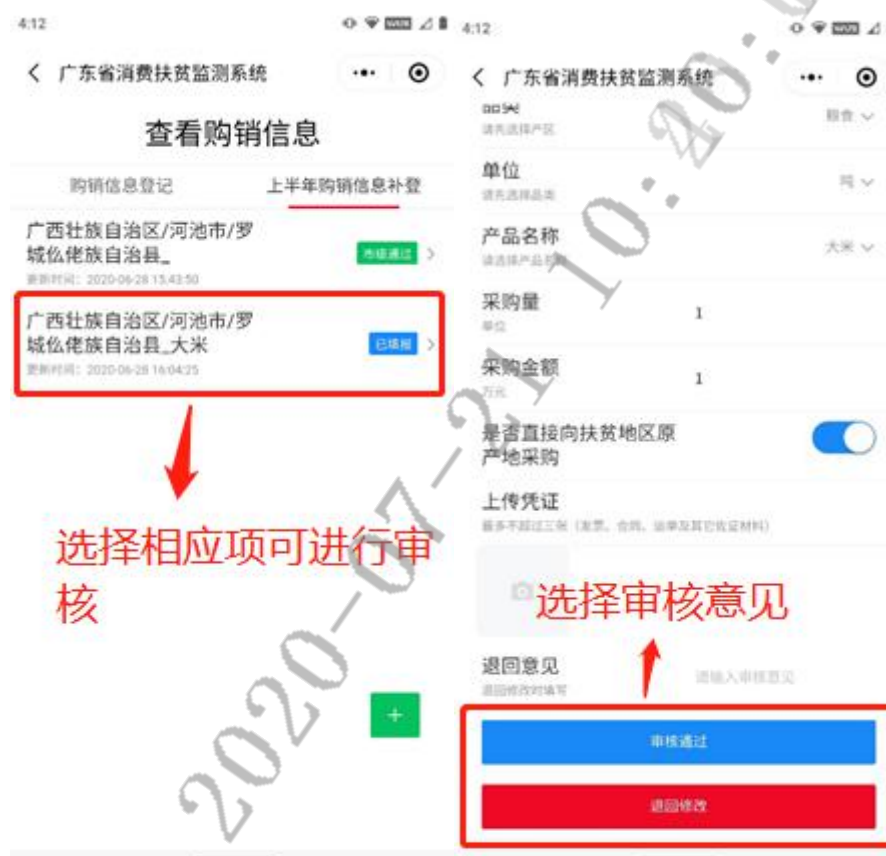 4:12
广东省消费扶贫监测系统
查看购销信息
购销信息登记
上半年购销信息补登
广西壮族自治区/河池市/罗
城仫佬族自治县_
市核通过
更新时间：2020-06-28 15:43:50
广西壮族自治区/河池市/罗
城仫佬族自治县_大米
已填报
更新时间：2020-06-28 16:04:25
选择相应项可进行审
核
+
4:12
广东省消费扶贫监测系统
请先选择产区
粮食
单位
请先选择品类
吨
产品名称
请选择产品名称
大米
采购量
单位
1
采购金额
万元
1
是否直接向扶贫地区原
产地采购
上传凭证
最多不超过三张（发票、合同、运单及其它佐证材料）
选择审核意见
退回意见
退回修改时填写
请输入审核意见
审核通过
退回修改